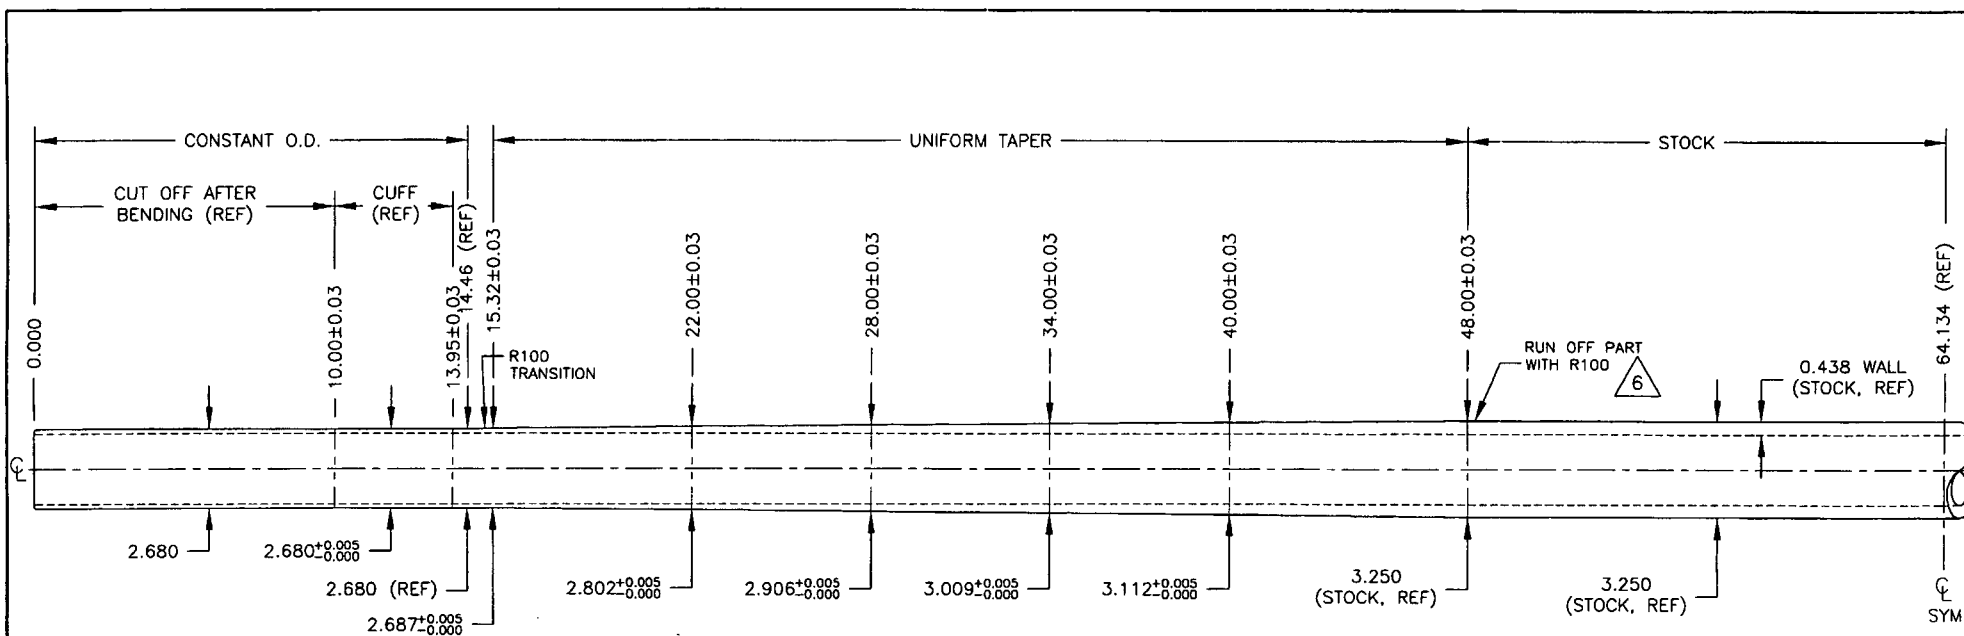 CONSTANT O.D.
UNIFORM TAPER
STOCK
CUT OFF AFTER
BENDING (REF)
CUFF
(REF)
0.000
10.00±0.03
13.95±0.03
14.46 (REF)
15.32±0.03
22.00±0.03
28.00±0.03
34.00±0.03
40.00±0.03
48.00±0.03
64.134 (REF)
R100
TRANSITION
RUN OFF PART
WITH R100
6
0.438 WALL
(STOCK, REF)
℄
2.680
2.680+0.005
-0.000
2.680 (REF)
2.687+0.005
-0.000
2.802+0.005
-0.000
2.906+0.005
-0.000
3.009+0.005
-0.000
3.112+0.005
-0.000
3.250
(STOCK, REF)
3.250
(STOCK, REF)
℄
SYM